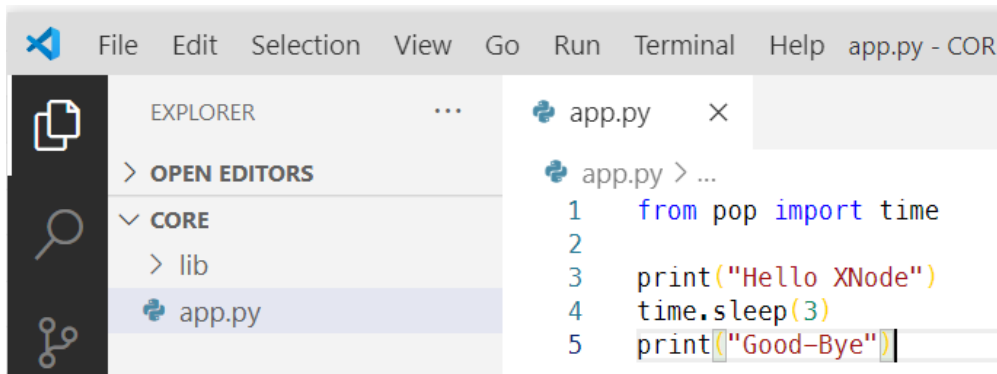 File Edit Selection View Go Run Terminal Help app.py - COR
EXPLORER ...
OPEN EDITORS
CORE
lib
app.py
app.py
app.py > ...
1 from pop import time
2
3 print("Hello XNode")
4 time.sleep(3)
5 print("Good-Bye")